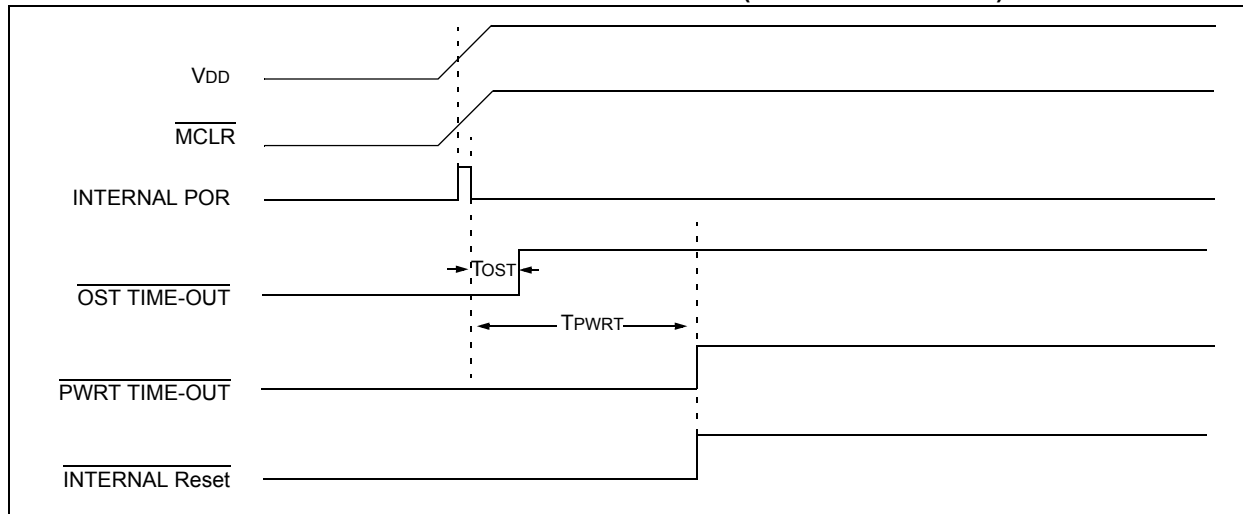 VDD
MCLR
INTERNAL POR
TOST
OST TIME-OUT
TPWRT
PWRT TIME-OUT
INTERNAL Reset